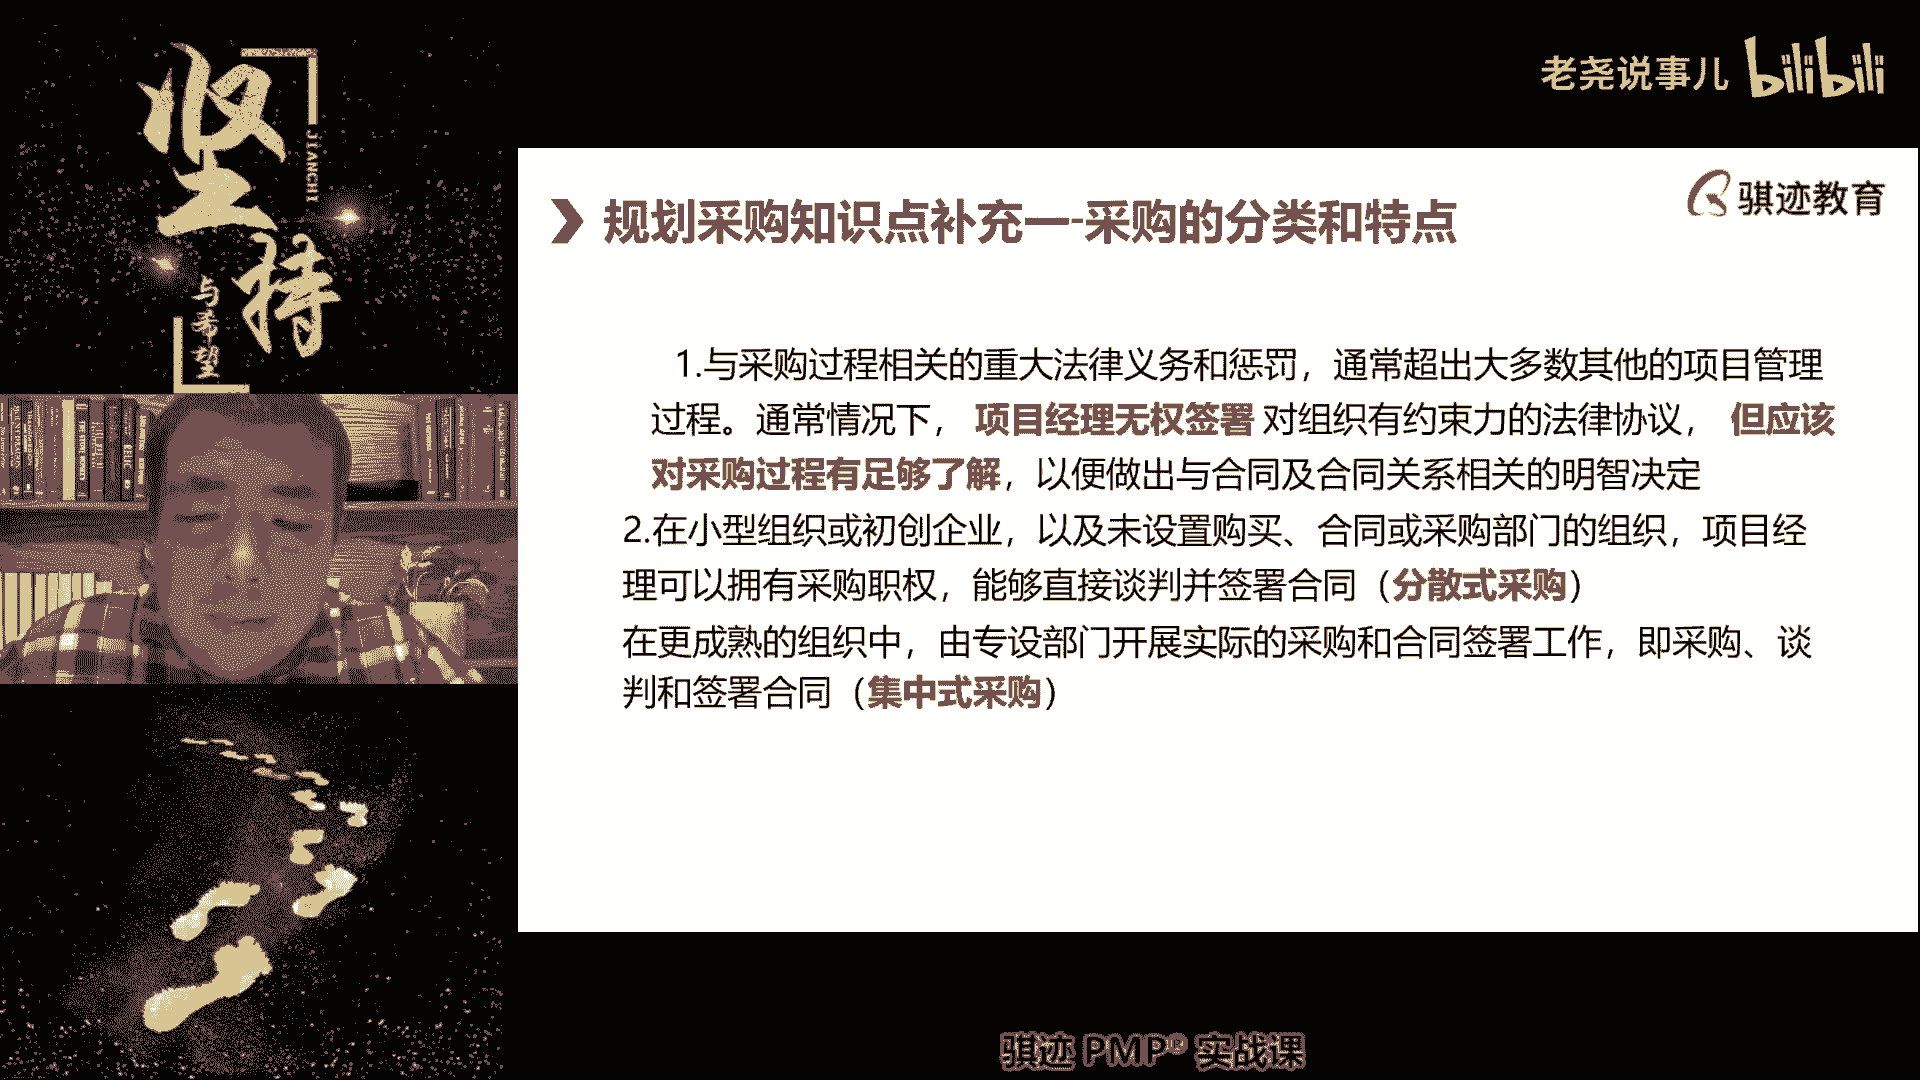 坚持
JIANCHI
与希望
老尧说事儿 bilibili
骐迹教育
规划采购知识点补充一-采购的分类和特点
1.与采购过程相关的重大法律义务和惩罚，通常超出大多数其他的项目管理
过程。通常情况下， 项目经理无权签署 对组织有约束力的法律协议， 但应该
对采购过程有足够了解，以便做出与合同及合同关系相关的明智决定
2.在小型组织或初创企业，以及未设置购买、合同或采购部门的组织，项目经
理可以拥有采购职权，能够直接谈判并签署合同（分散式采购）
在更成熟的组织中，由专设部门开展实际的采购和合同签署工作，即采购、谈
判和签署合同（集中式采购）
骐迹 PMP® 实战课